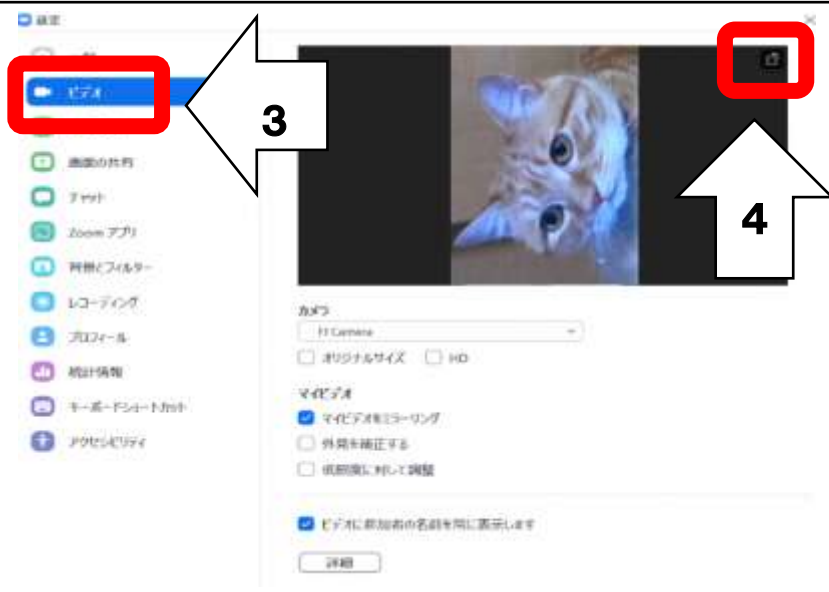 設定
ビデオ
3
4
画面の共有
チャット
Zoom アプリ
背景とフィルター
レコーディング
プロフィール
統計情報
キーボードショートカット
アクセシビリティ
カメラ
オリジナルサイズ
HD
マイビデオ
マイビデオをミラーリング
外見を補正する
低照度に対して調整
ビデオに参加者の名前を常に表示します
詳細